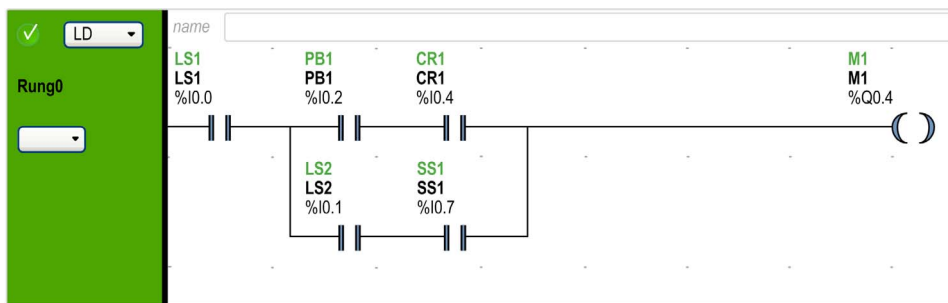 LD
name
Rung0
LS1
LS1
%I0.0
PB1
PB1
%I0.2
CR1
CR1
%I0.4
M1
M1
%Q0.4
LS2
LS2
%I0.1
SS1
SS1
%I0.7